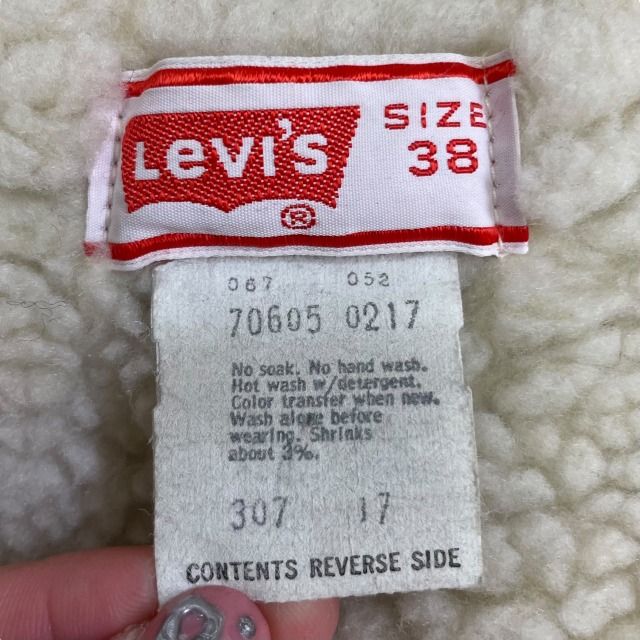 Levi's
®
SIZE
38
067 052
70605 0217
No soak. No hand wash.
Hot wash w/detergent.
Color transfer when new.
Wash alone before
wearing. Shrinks
about 3%.
307 17
CONTENTS REVERSE SIDE